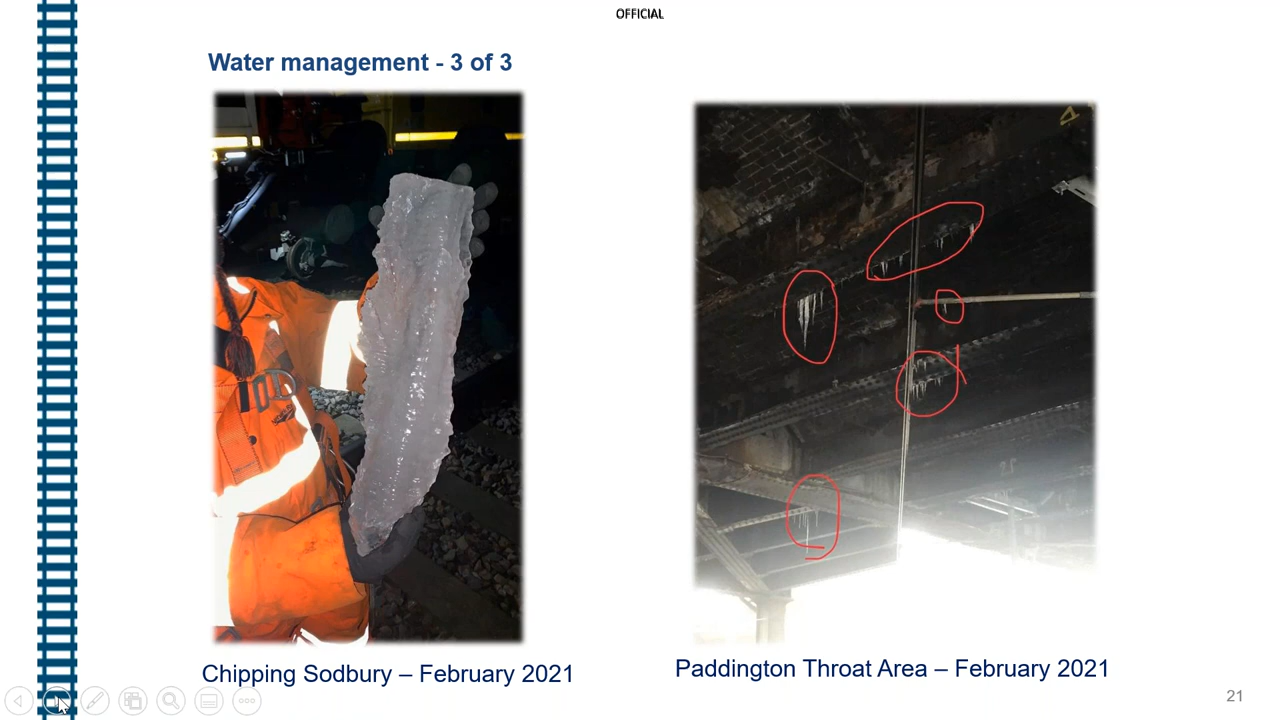 OFFICIAL
Water management - 3 of 3
Chipping Sodbury – February 2021
Paddington Throat Area – February 2021
21